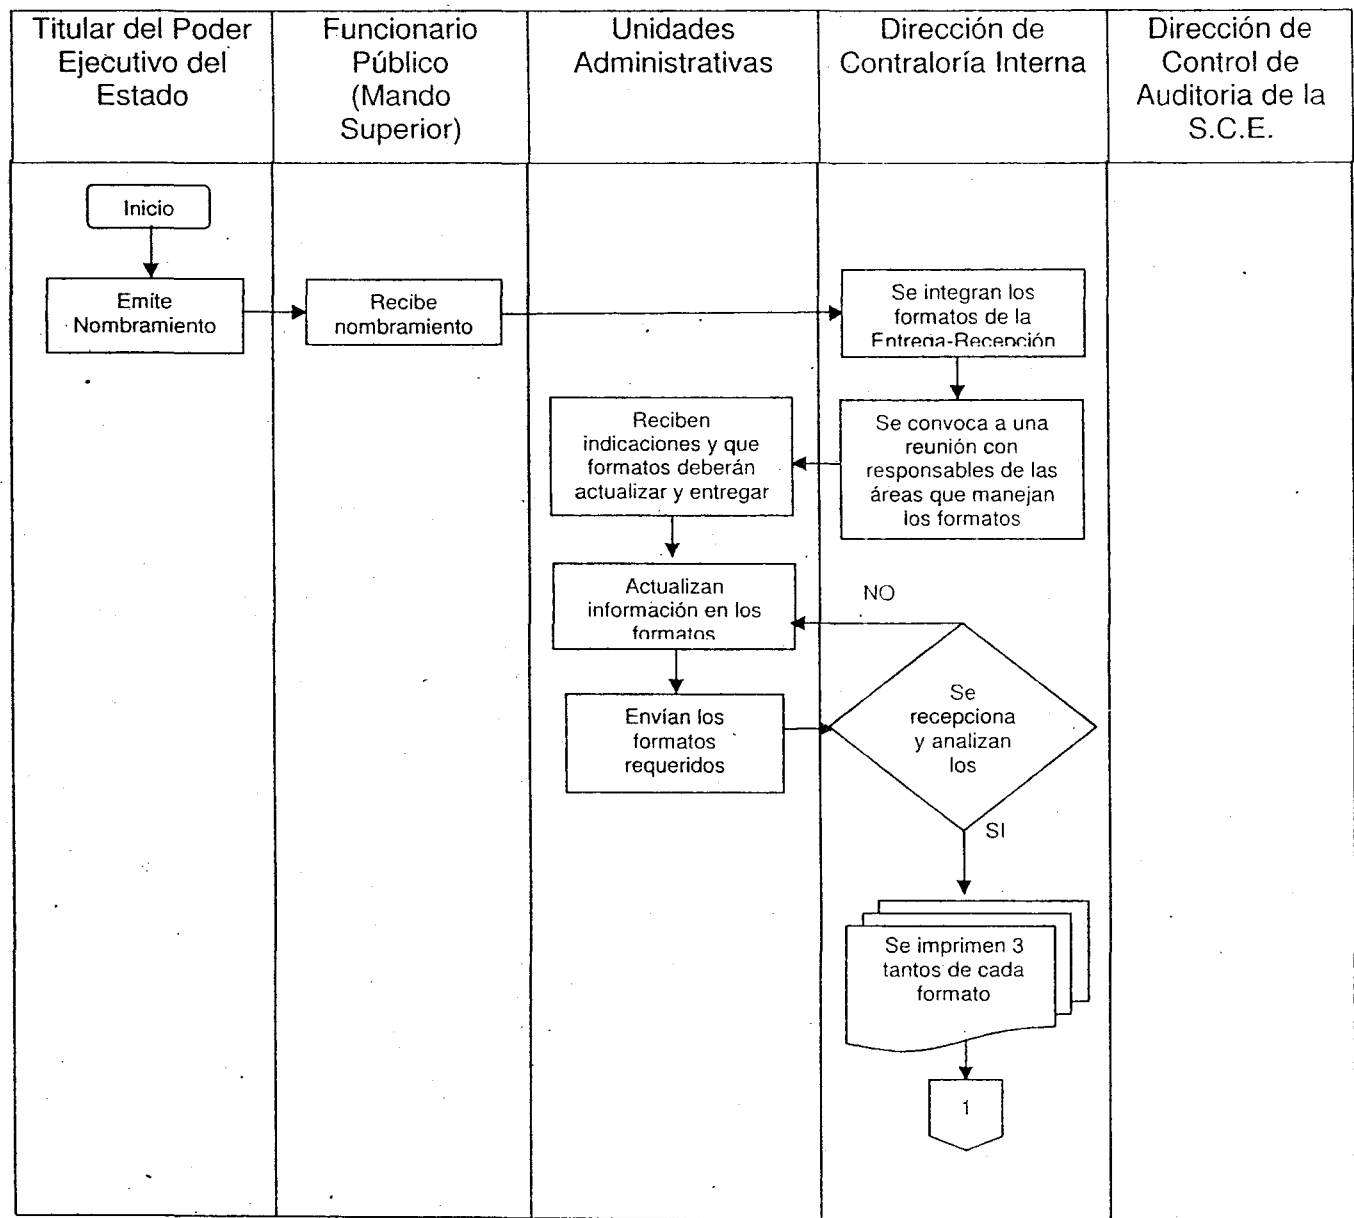 Titular del Poder
Ejecutivo del
Estado
Funcionario
Público
(Mando
Superior)
Unidades
Administrativas
Dirección de
Contraloría Interna
Dirección de
Control de
Auditoria de la
S.C.E.
Inicio
Emite
Nombramiento
Recibe
nombramiento
Se integran los
formatos de la
Entrega-Recepción
Se convoca a una
reunión con
responsables de las
áreas que manejan
los formatos
Reciben
indicaciones y que
formatos deberán
actualizar y entregar
Actualizan
información en los
formatos
NO
Envían los
formatos
requeridos
Se
recepciona
y analizan
los
SI
Se imprimen 3
tantos de cada
formato
1